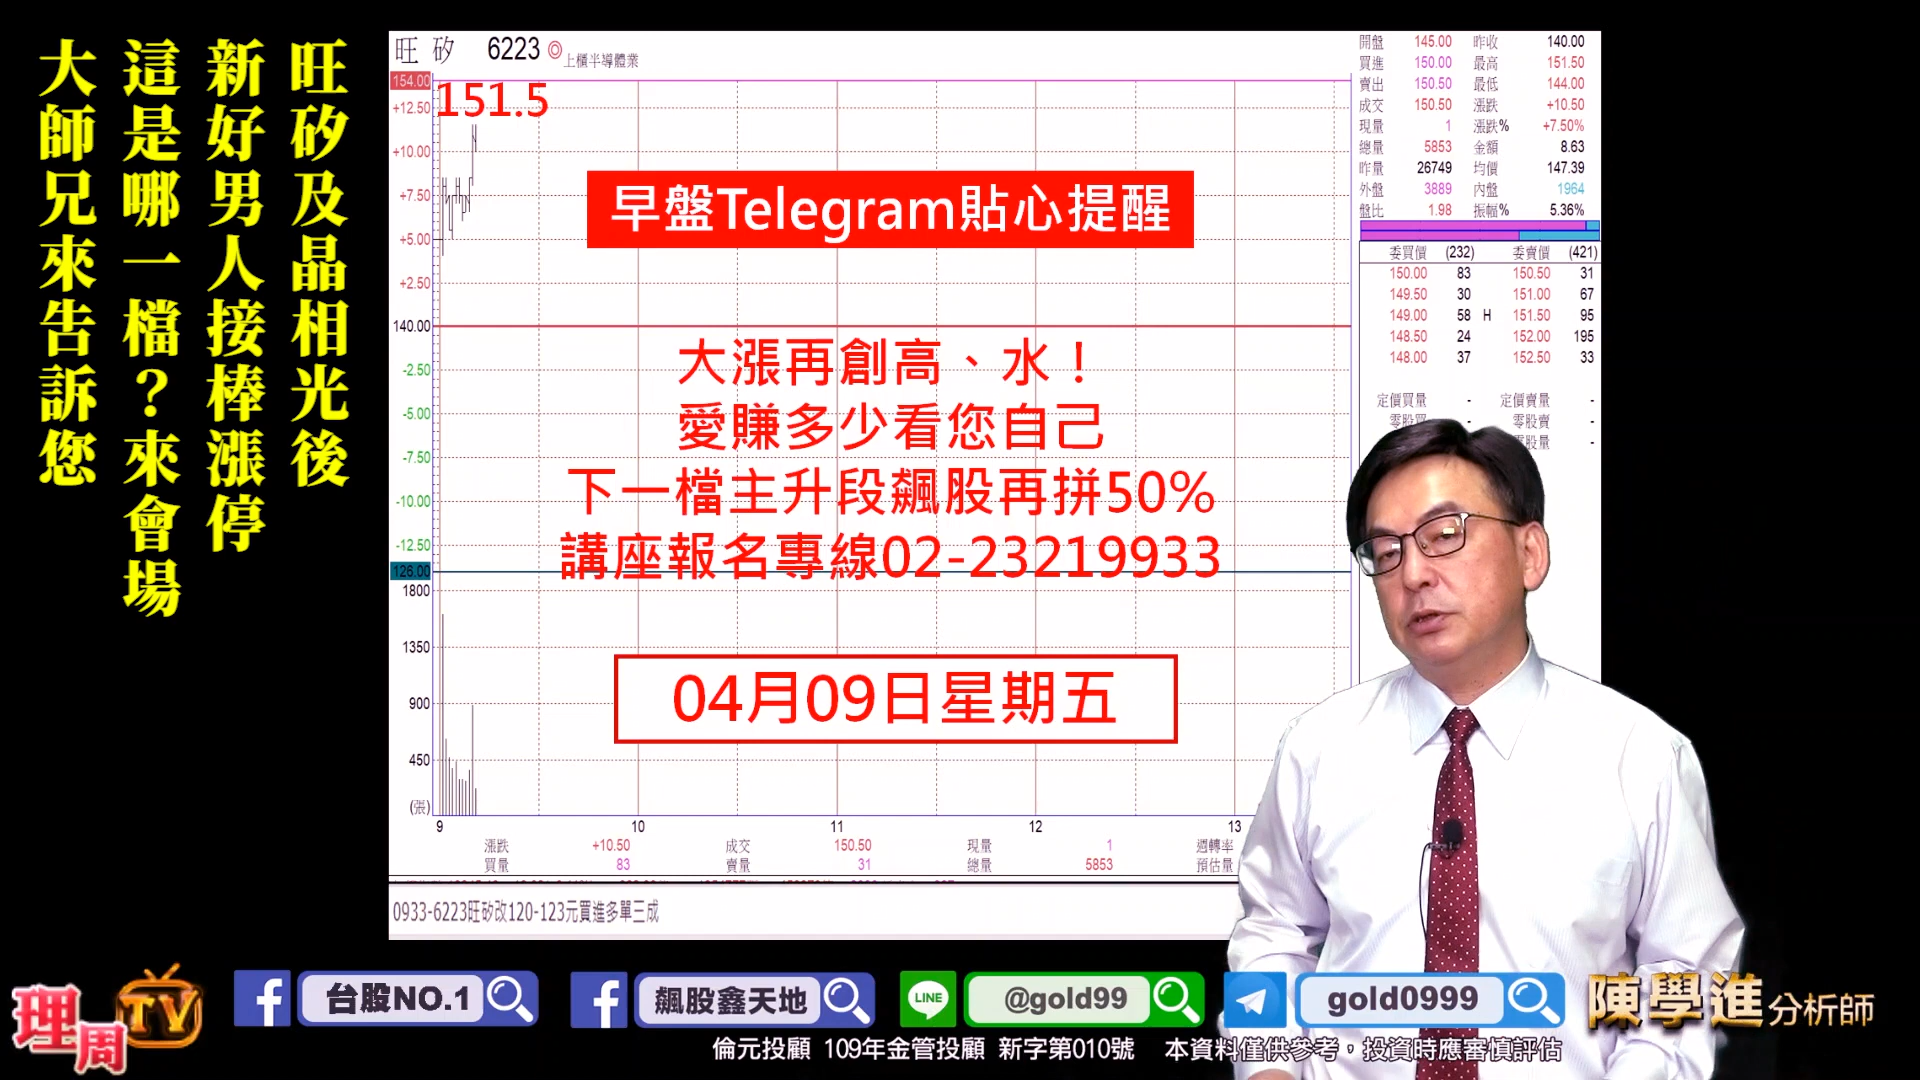 旺矽及晶相光後
新好男人接棒漲停
這是哪一檔？來會場
大師兄來告訴您
旺矽 6223 ◎ 上櫃半導體業
151.5
154.00
+12.50
+10.00
+7.50
+5.00
+2.50
140.00
-2.50
-5.00
-7.50
-10.00
-12.50
126.00
1800
1350
900
450
(張)
9 10 11 12 13
早盤Telegram貼心提醒
大漲再創高、水！
愛賺多少看您自己
下一檔主升段飆股再拼50%
講座報名專線02-23219933
04月09日星期五
開盤 145.00 昨收 140.00
買進 150.00 最高 151.50
賣出 150.50 最低 144.00
成交 150.50 漲跌 +10.50
現量 1 漲跌% +7.50%
總量 5853 金額 8.63
昨量 26749 均價 147.39
外盤 3889 內盤 1964
盤比 1.98 振幅% 5.36%
委買價 (232) 委賣價 (421)
150.00 83 150.50 31
149.50 30 151.00 67
149.00 58 H 151.50 95
148.50 24 152.00 195
148.00 37 152.50 33
定價買量 - 定價賣量 -
零股買 - 零股賣 -
零股量 -
漲跌 +10.50 成交 150.50 現量 1 週轉率
買量 83 賣量 31 總量 5853 預估量
0933-6223旺矽改120-123元買進多單三成
理周TV
台股NO.1
飆股鑫天地
LINE @gold99
gold0999
陳學進分析師
倫元投顧 109年金管投顧 新字第010號 本資料僅供參考，投資時應審慎評估